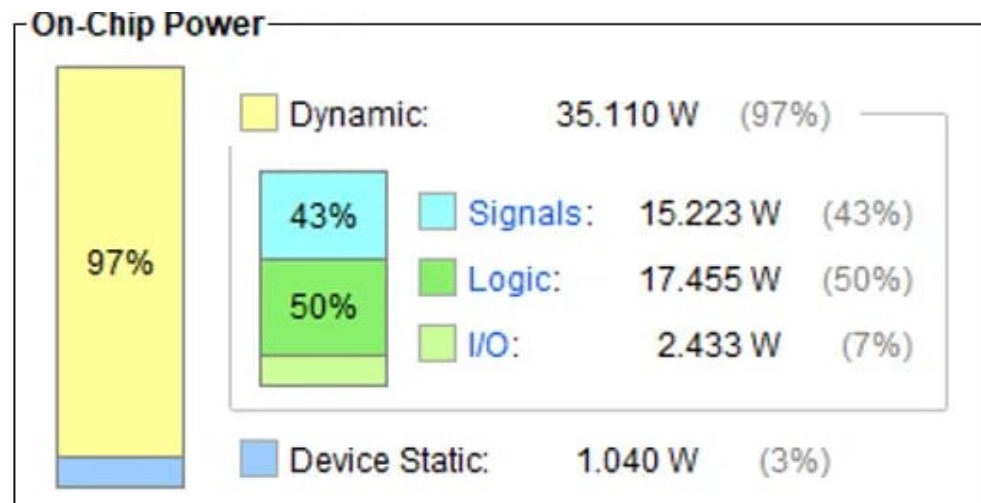 On-Chip Power
Dynamic: 35.110 W (97%)
43% Signals: 15.223 W (43%)
97%
50% Logic: 17.455 W (50%)
I/O: 2.433 W (7%)
Device Static: 1.040 W (3%)